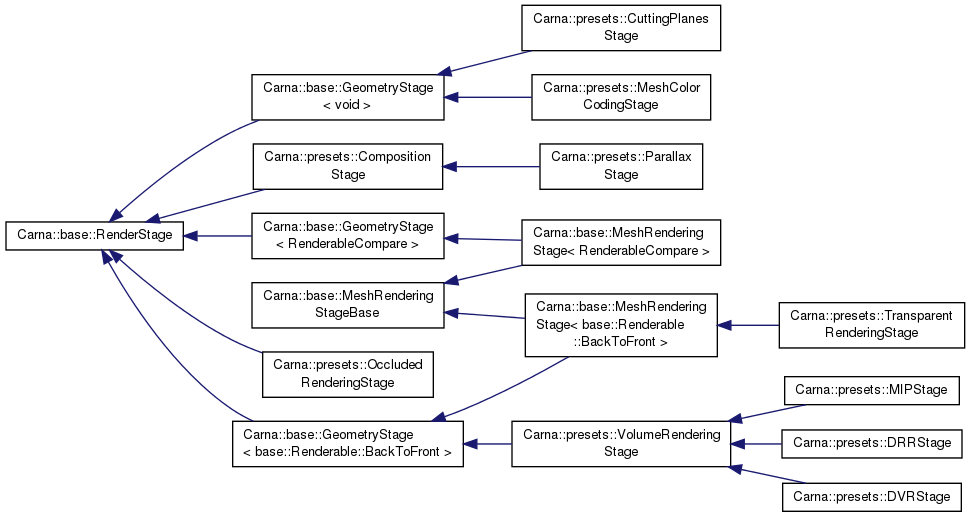 Carna::presets::CuttingPlanes
Stage
Carna::base::GeometryStage
< void >
Carna::presets::MeshColor
CodingStage
Carna::presets::Composition
Stage
Carna::presets::Parallax
Stage
Carna::base::RenderStage
Carna::base::GeometryStage
< RenderableCompare >
Carna::base::MeshRendering
Stage< RenderableCompare >
Carna::base::MeshRendering
StageBase
Carna::base::MeshRendering
Stage< base::Renderable
::BackToFront >
Carna::presets::Transparent
RenderingStage
Carna::presets::Occluded
RenderingStage
Carna::base::GeometryStage
< base::Renderable::BackToFront >
Carna::presets::VolumeRendering
Stage
Carna::presets::MIPStage
Carna::presets::DRRStage
Carna::presets::DVRStage